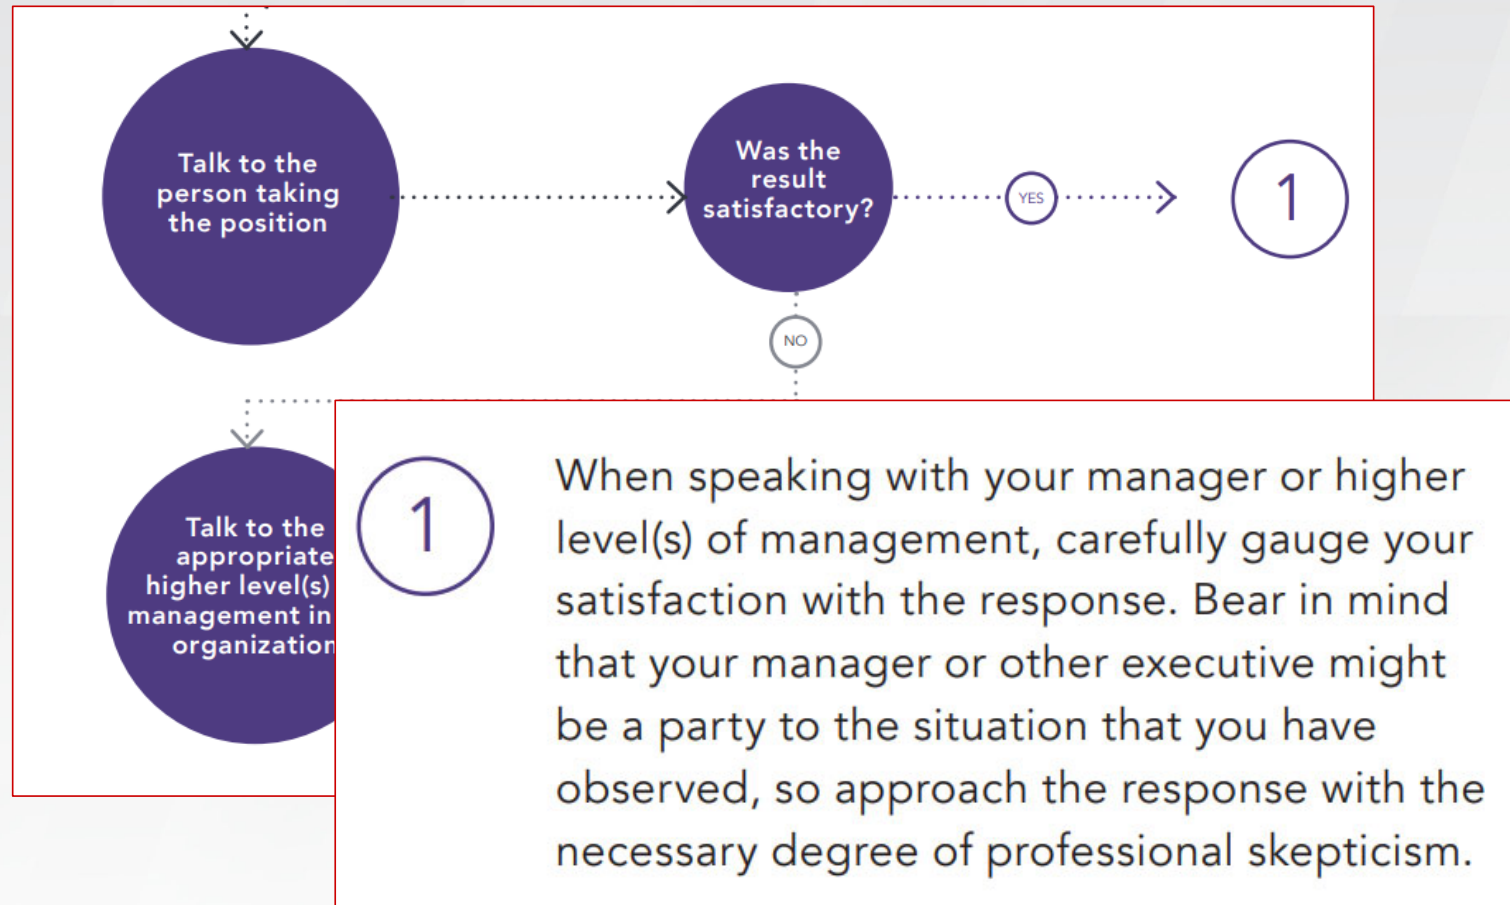 Talk to the
person taking
the position
Was the
result
satisfactory?
YES
1
NO
Talk to the
appropriate
higher level(s)
management in
organization
1
When speaking with your manager or higher
level(s) of management, carefully gauge your
satisfaction with the response. Bear in mind
that your manager or other executive might
be a party to the situation that you have
observed, so approach the response with the
necessary degree of professional skepticism.